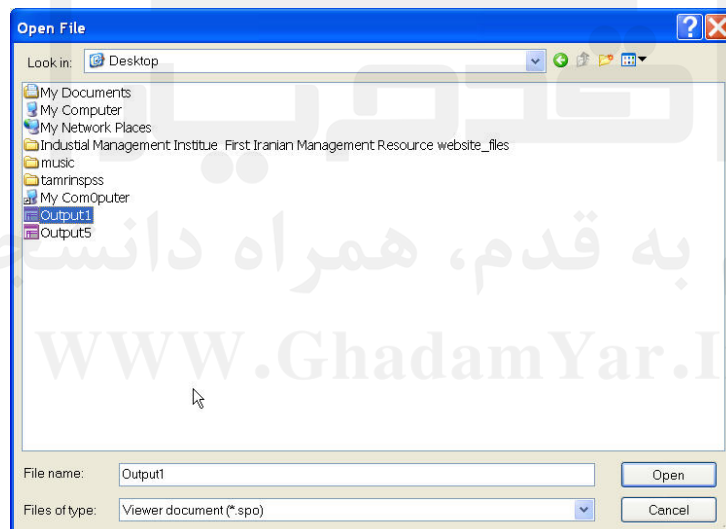 Open File
Look in: Desktop
My Documents
My Computer
My Network Places
Industial Management Institue First Iranian Management Resource website_files
music
tamrinspss
My Com0puter
Output1
Output5
به قدم، همراه
WWW.GhadamYar.I
File name: Output1 Open
Files of type: Viewer document (*.spo) Cancel